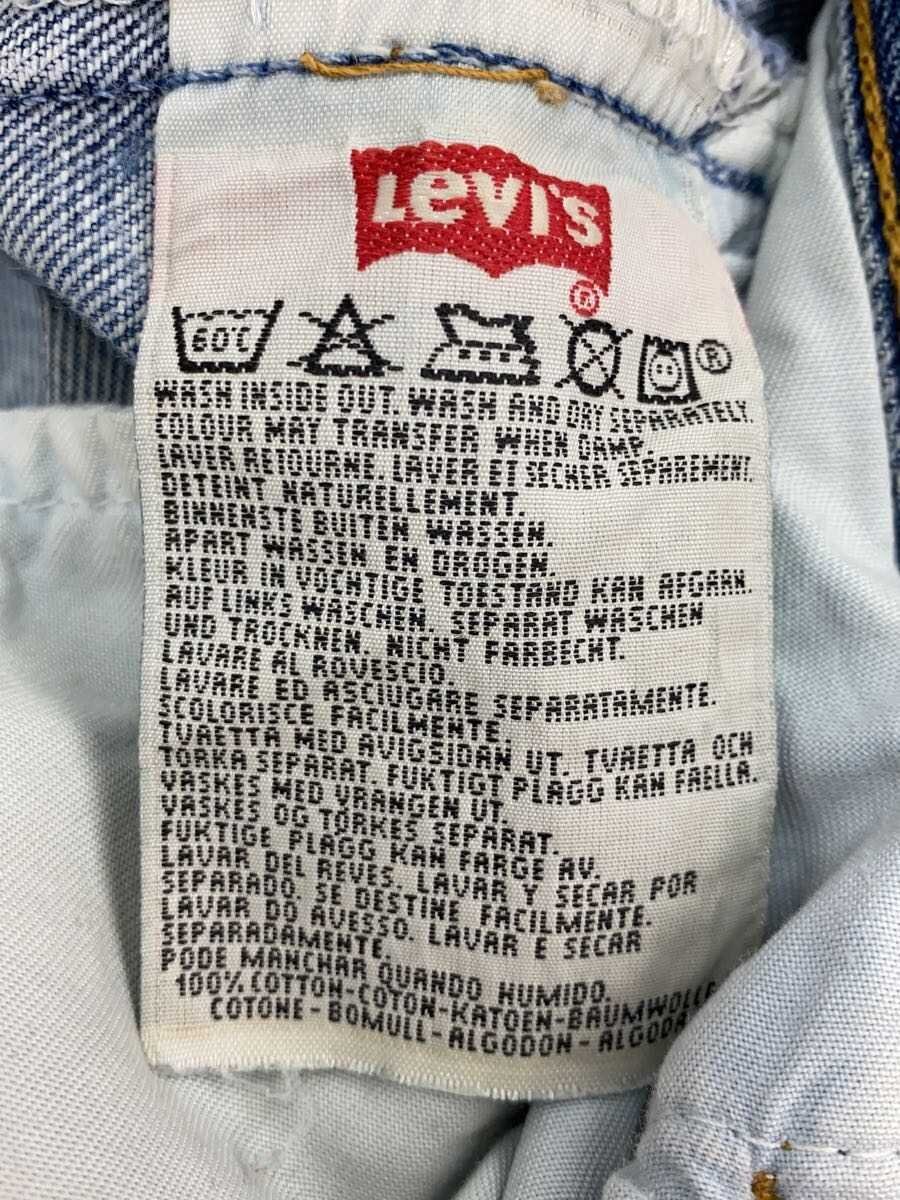 LEVI'S
®
60°C
®
WASH INSIDE OUT. WASH AND DRY SEPARATELY.
COLOUR MAY TRANSFER WHEN DAMP.
LAVER RETOURNE. LAVER ET SECHER SEPAREMENT.
DETEINT NATURELLEMENT.
BINNENSTE BUITEN WASSEN.
APART WASSEN EN DROGEN.
KLEUR IN VOCHTIGE TOESTAND KAN AFGAAN.
AUF LINKS WASCHEN. SEPARAT WASCHEN
UND TROCKNEN. NICHT FARBECHT.
LAVARE AL ROVESCIO.
LAVARE ED ASCIUGARE SEPARATAMENTE.
SCOLORISCE FACILMENTE.
TVAETTA MED AVIGSIDAN UT. TVAETTA OCH
TORKA SEPARAT. FUKTIGT PLAGG KAN FAELLA.
VASKES MED VRANGEN UT.
VASKES OG TORKES SEPARAT.
FUKTIGE PLAGG KAN FARGE AV.
LAVAR DEL REVES. LAVAR Y SECAR POR
SEPARADO. SE DESTINE FACILMENTE.
LAVAR DO AVESSO. LAVAR E SECAR
SEPARADAMENTE.
PODE MANCHAR QUANDO HUMIDO.
100% COTTON-COTON-KATOEN-BAUMWOLLE
COTONE-BOMULL-ALGODON-